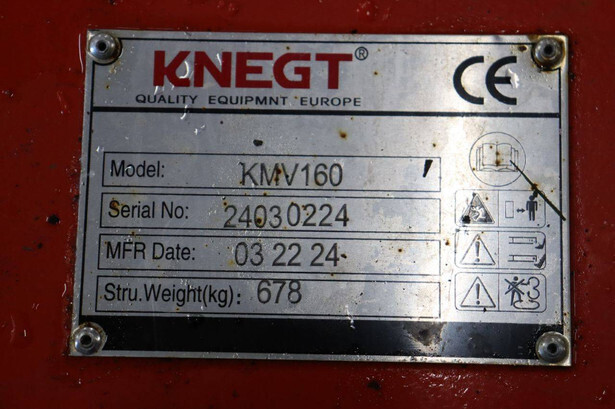 KNEGT®
QUALITY EQUIPMNT EUROPE
CE
Model: KMV160
Serial No: 24030224
MFR Date: 03 22 24
Stru.Weight(kg): 678